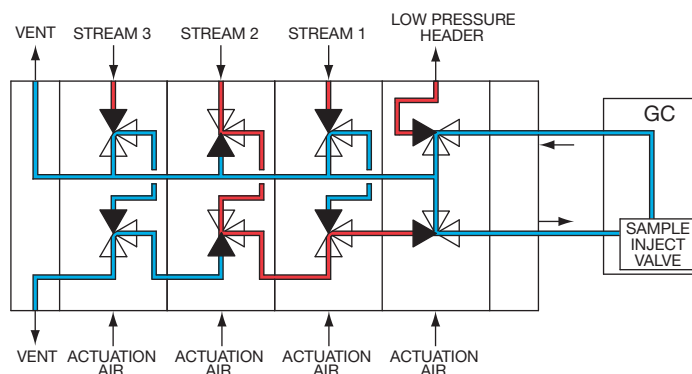 VENT
STREAM 3
STREAM 2
STREAM 1
LOW PRESSURE
HEADER
GC
SAMPLE
INJECT
VALVE
VENT
ACTUATION
AIR
ACTUATION
AIR
ACTUATION
AIR
ACTUATION
AIR